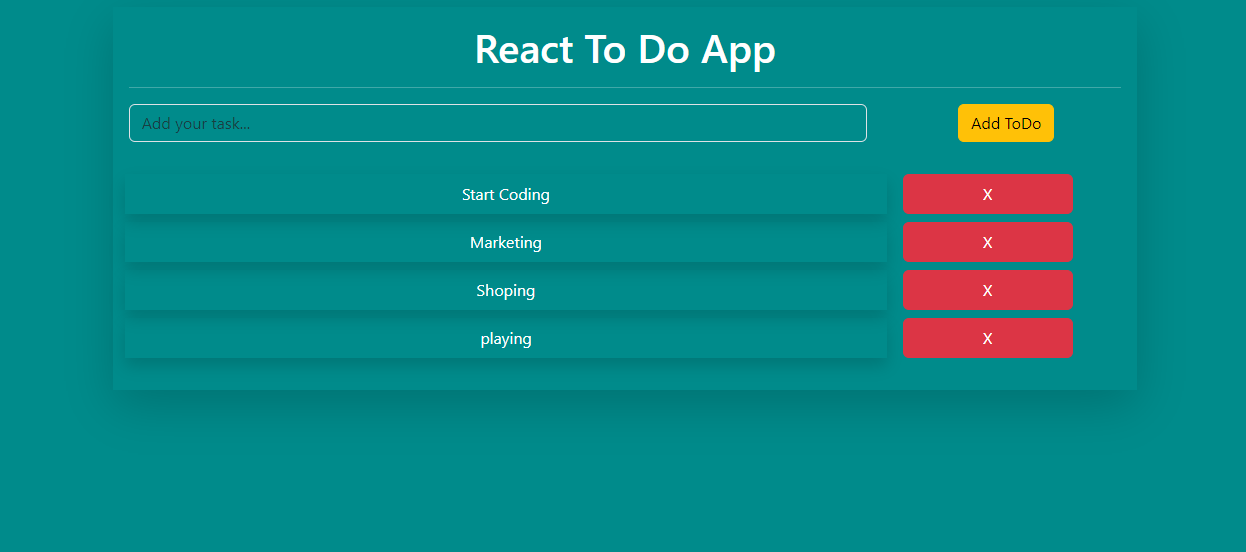 React To Do App
Add your task...
Add ToDo
Start Coding
X
Marketing
X
Shoping
X
playing
X